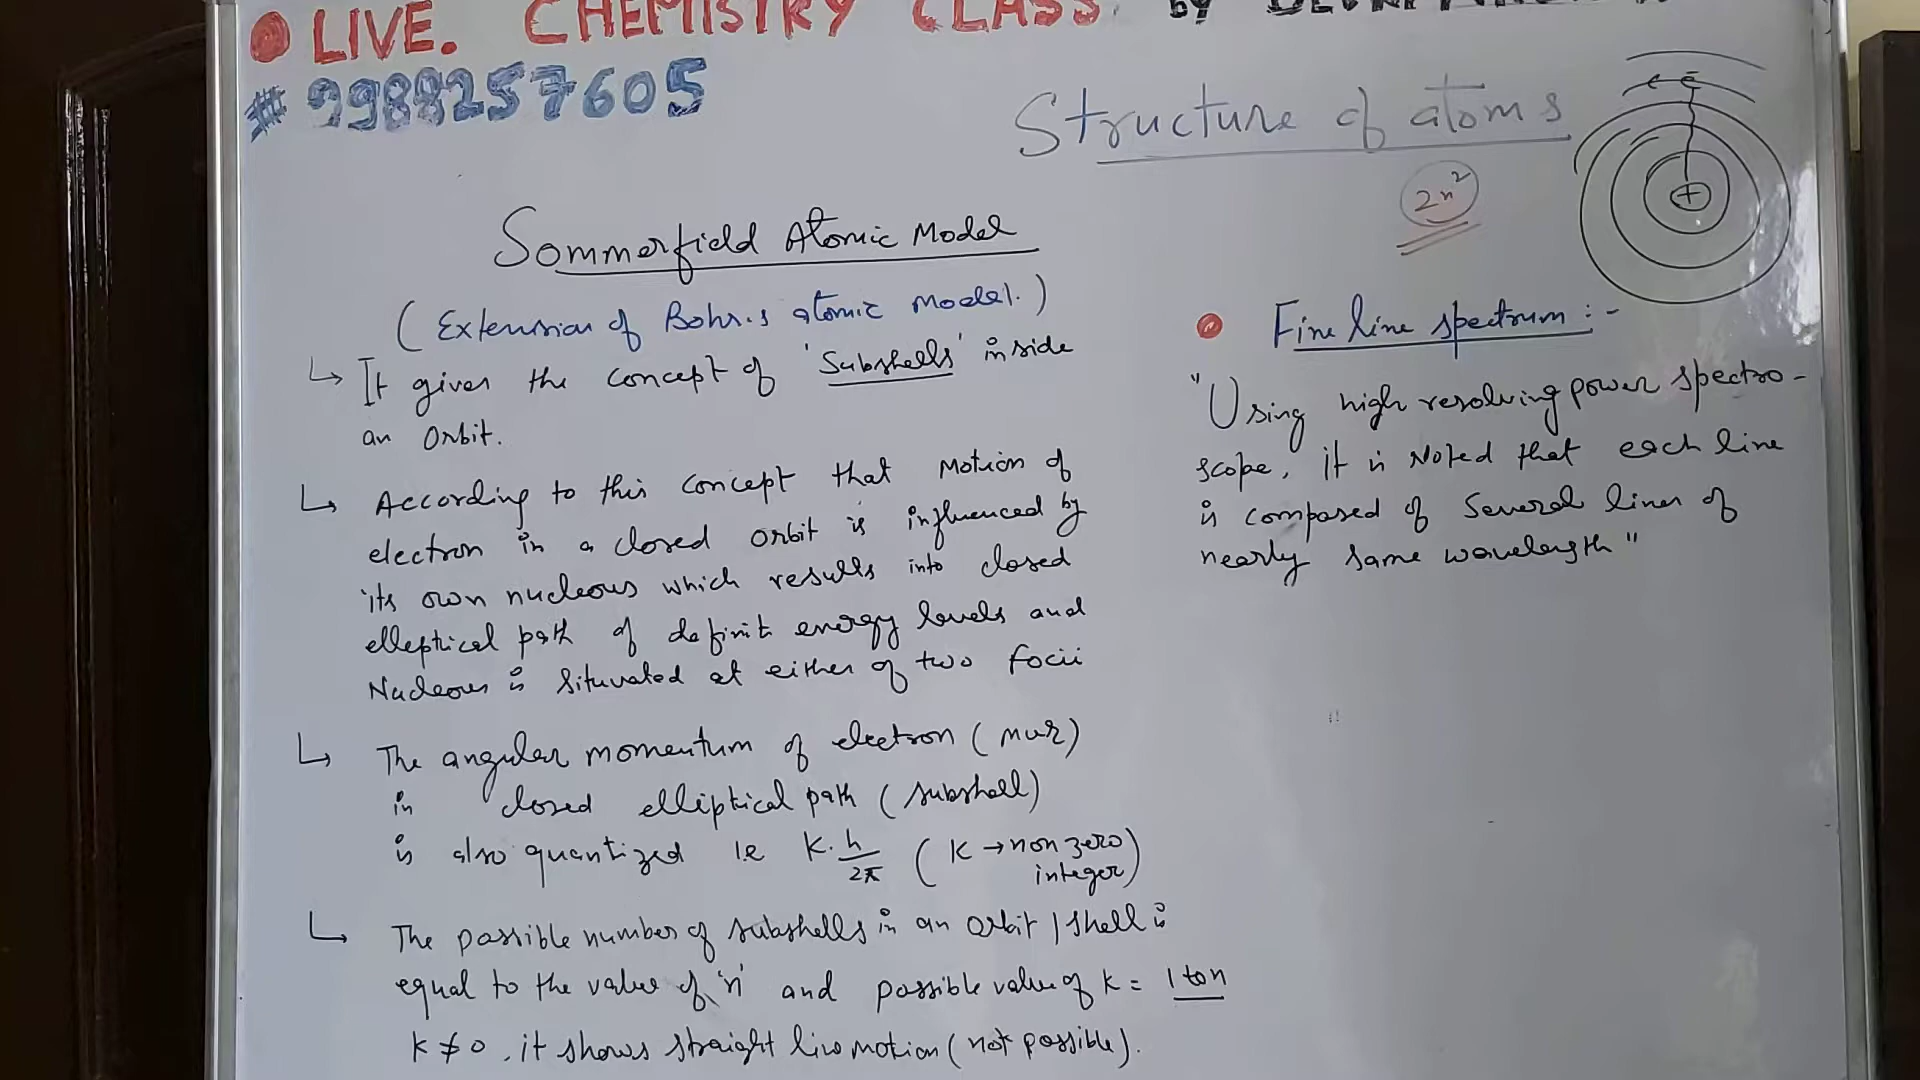 LIVE. CHEMISTRY CLASS by
# 9988257605
Structure of atoms
e
2n²
+
Sommerfield Atomic Model
(Extension of Bohr's atomic model.)
↳ It gives the concept of 'Subshells' inside
an orbit.
↳ According to this concept that motion of
electron in a closed orbit is influenced by
its own nucleous which results into closed
elleptical path of definite energy levels and
Nucleous is situvated at either of two focii
↳ The angular momentum of electron (mur)
in closed elliptical path (subshell)
is also quantized i.e K.h/2π (K → non zero
integer)
↳ The possible number of subshells in an orbit / shell is
equal to the value of 'n' and possible value of k = 1 to n
k ≠ 0, it shows straight line motion (not possible).
Fine line spectrum :-
"Using high resolving power spectro-
scope, it is Noted that each line
is composed of several lines of
nearly same wavelength"